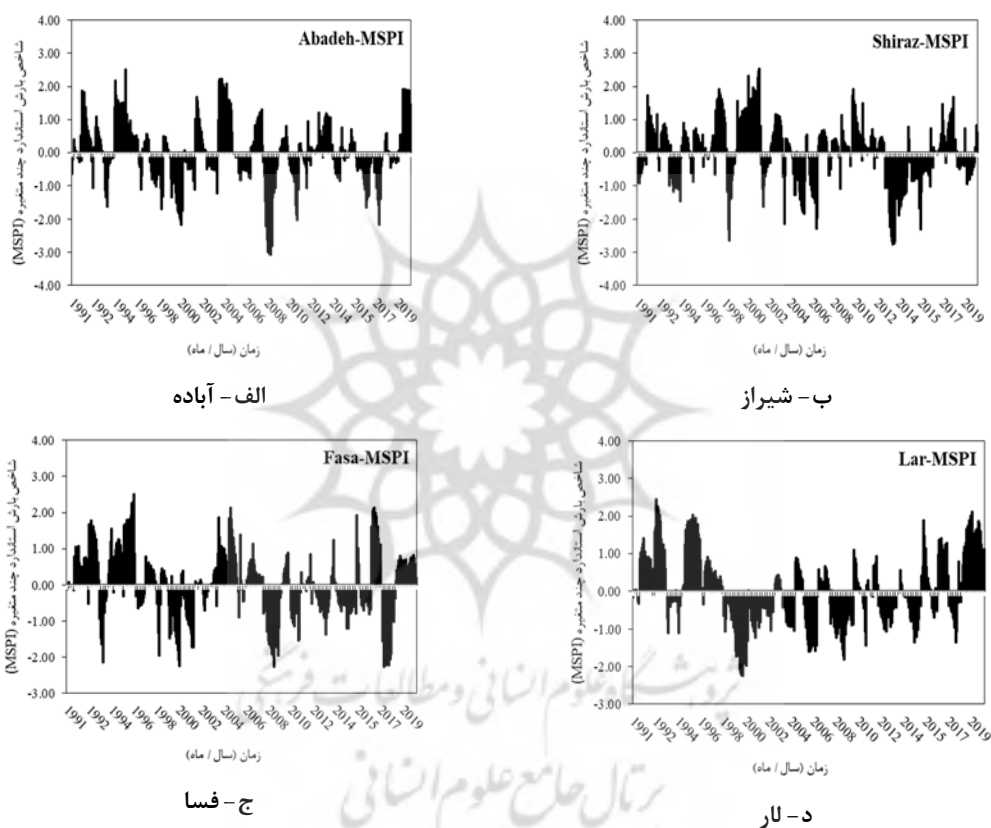 Abadeh-MSPI
شاخص بارش استاندارد چند متغیره (MSPI)
4.00
3.00
2.00
1.00
0.00
-1.00
-2.00
-3.00
-4.00
1991 1992 1994 1996 1998 2000 2002 2004 2006 2008 2010 2012 2014 2015 2017 2019
زمان (سال / ماه)
الف - آباده
Shiraz-MSPI
شاخص بارش استاندارد چند متغیره (MSPI)
4.00
3.00
2.00
1.00
0.00
-1.00
-2.00
-3.00
-4.00
1991 1992 1994 1996 1998 2000 2002 2004 2006 2008 2010 2012 2014 2015 2017 2019
زمان (سال / ماه)
ب - شیراز
Fasa-MSPI
شاخص بارش استاندارد چند متغیره (MSPI)
4.00
3.00
2.00
1.00
0.00
-1.00
-2.00
-3.00
1991 1992 1994 1996 1998 2000 2002 2004 2006 2008 2010 2012 2014 2015 2017 2019
زمان (سال / ماه)
ج - فسا
Lar-MSPI
شاخص بارش استاندارد چند متغیره (MSPI)
4.00
3.00
2.00
1.00
0.00
-1.00
-2.00
-3.00
1991 1992 1994 1996 1998 2000 2002 2004 2006 2008 2010 2012 2014 2015 2017 2019
زمان (سال / ماه)
د - لار
پژوهشگاه علوم انسانی و مطالعات فرهنگی
پرتال جامع علوم انسانی